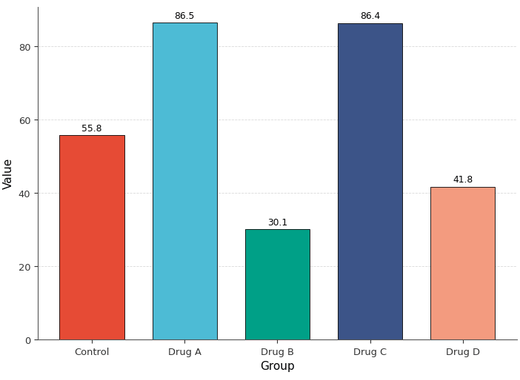 86.5
86.4
80
60
55.8
41.8
40
30.1
20
0
Value
Control
Drug A
Drug B
Drug C
Drug D
Group